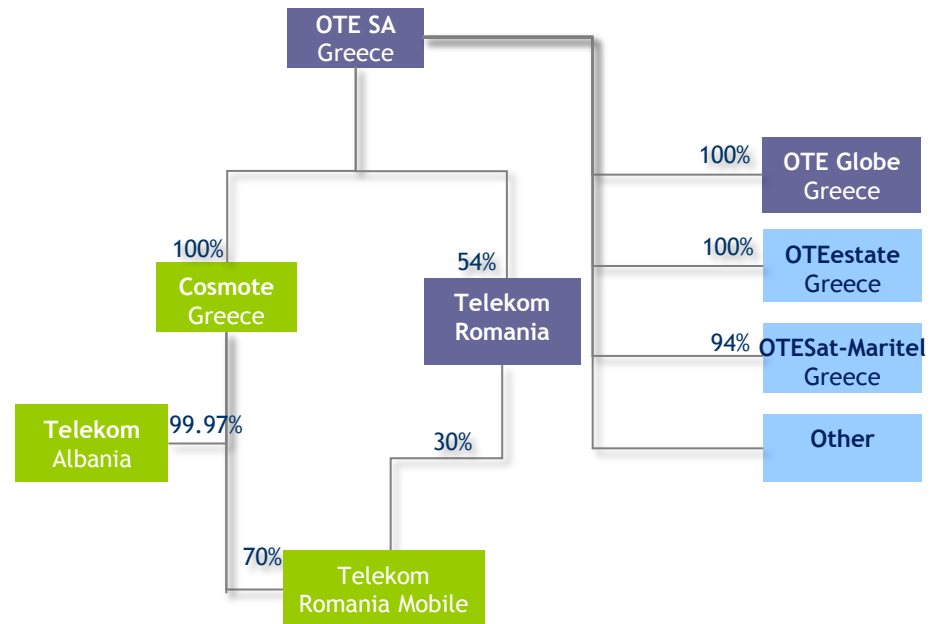 OTE SA
Greece
100%
OTE Globe
Greece
100%
OTEestate
Greece
100%
Cosmote
Greece
54%
Telekom
Romania
94%
OTESat-Maritel
Greece
99.97%
Telekom
Albania
30%
Other
70%
Telekom
Romania Mobile